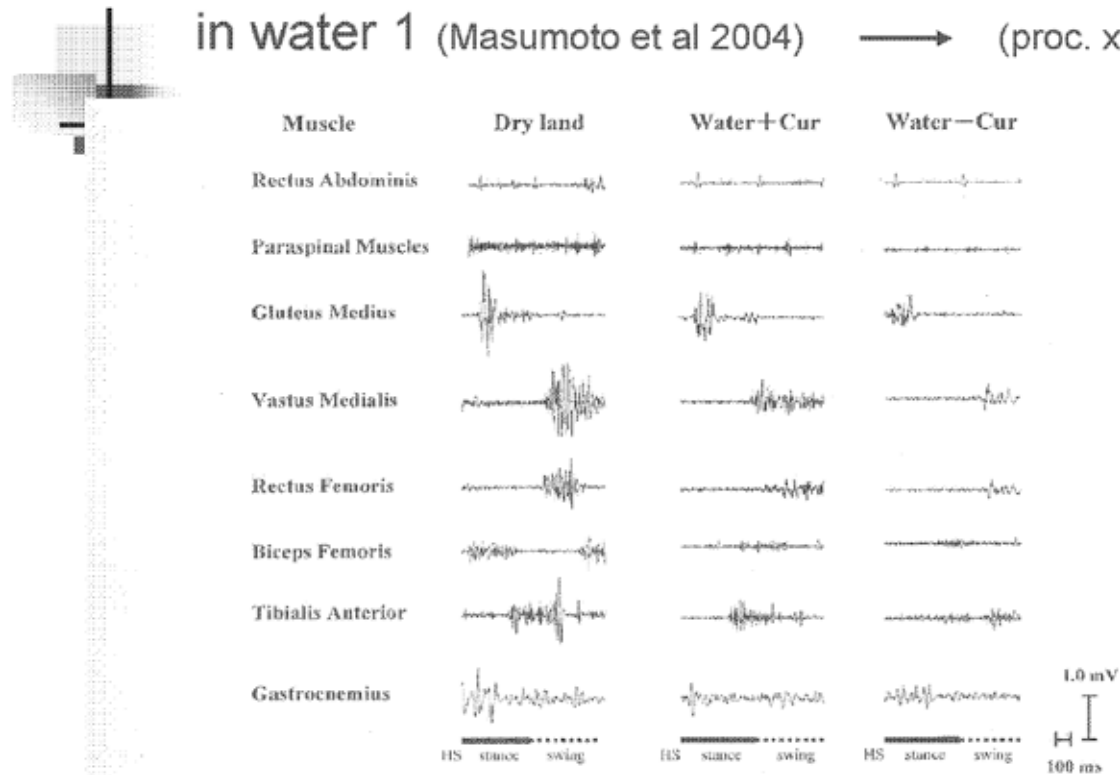 in water 1 (Masumoto et al 2004) (proc. x
Muscle Dry land Water+Cur Water−Cur
Rectus Abdominis
Paraspinal Muscles
Gluteus Medius
Vastus Medialis
Rectus Femoris
Biceps Femoris
Tibialis Anterior
Gastrocnemius
1.0 mV
HS stance swing HS stance swing HS stance swing
100 ms